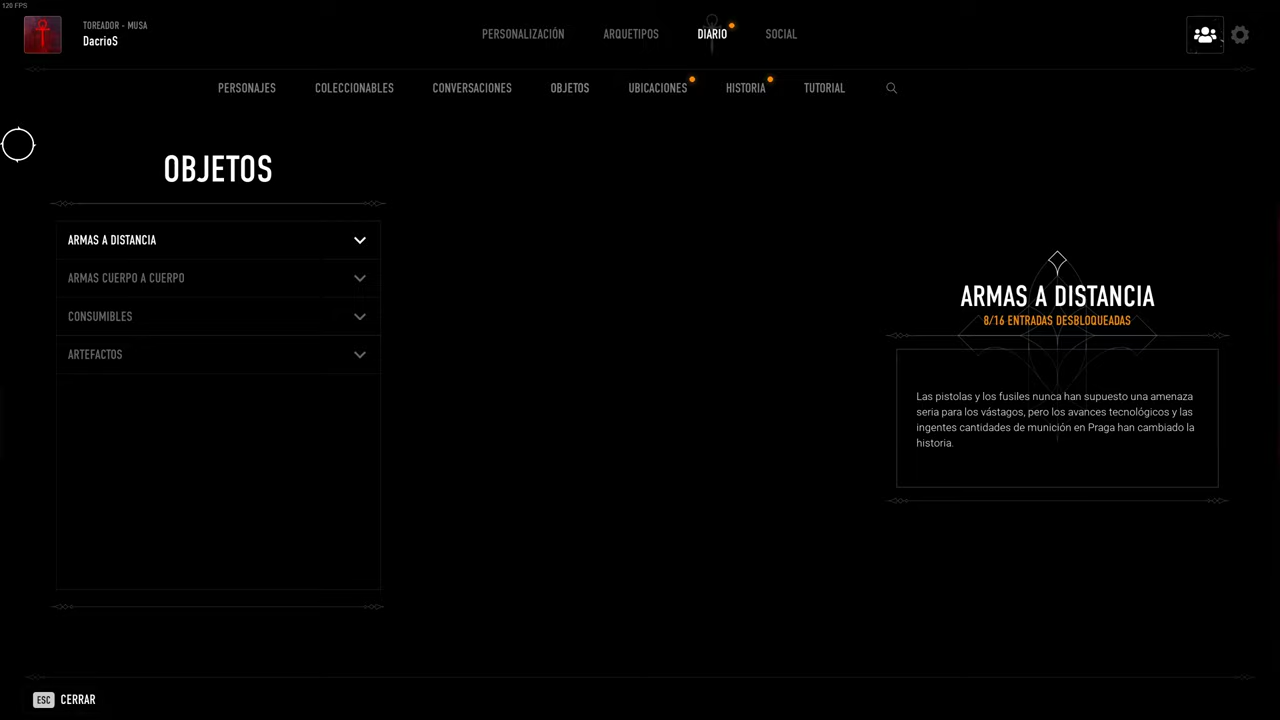 120 FPS
TOREADOR - MUSA
DacrioS
PERSONALIZACIÓN
ARQUETIPOS
DIARIO
SOCIAL
PERSONAJES
COLECCIONABLES
CONVERSACIONES
OBJETOS
UBICACIONES
HISTORIA
TUTORIAL
OBJETOS
ARMAS A DISTANCIA
ARMAS CUERPO A CUERPO
CONSUMIBLES
ARTEFACTOS
ARMAS A DISTANCIA
8/16 ENTRADAS DESBLOQUEADAS
Las pistolas y los fusiles nunca han supuesto una amenaza
seria para los vástagos, pero los avances tecnológicos y las
ingentes cantidades de munición en Praga han cambiado la
historia.
ESC CERRAR